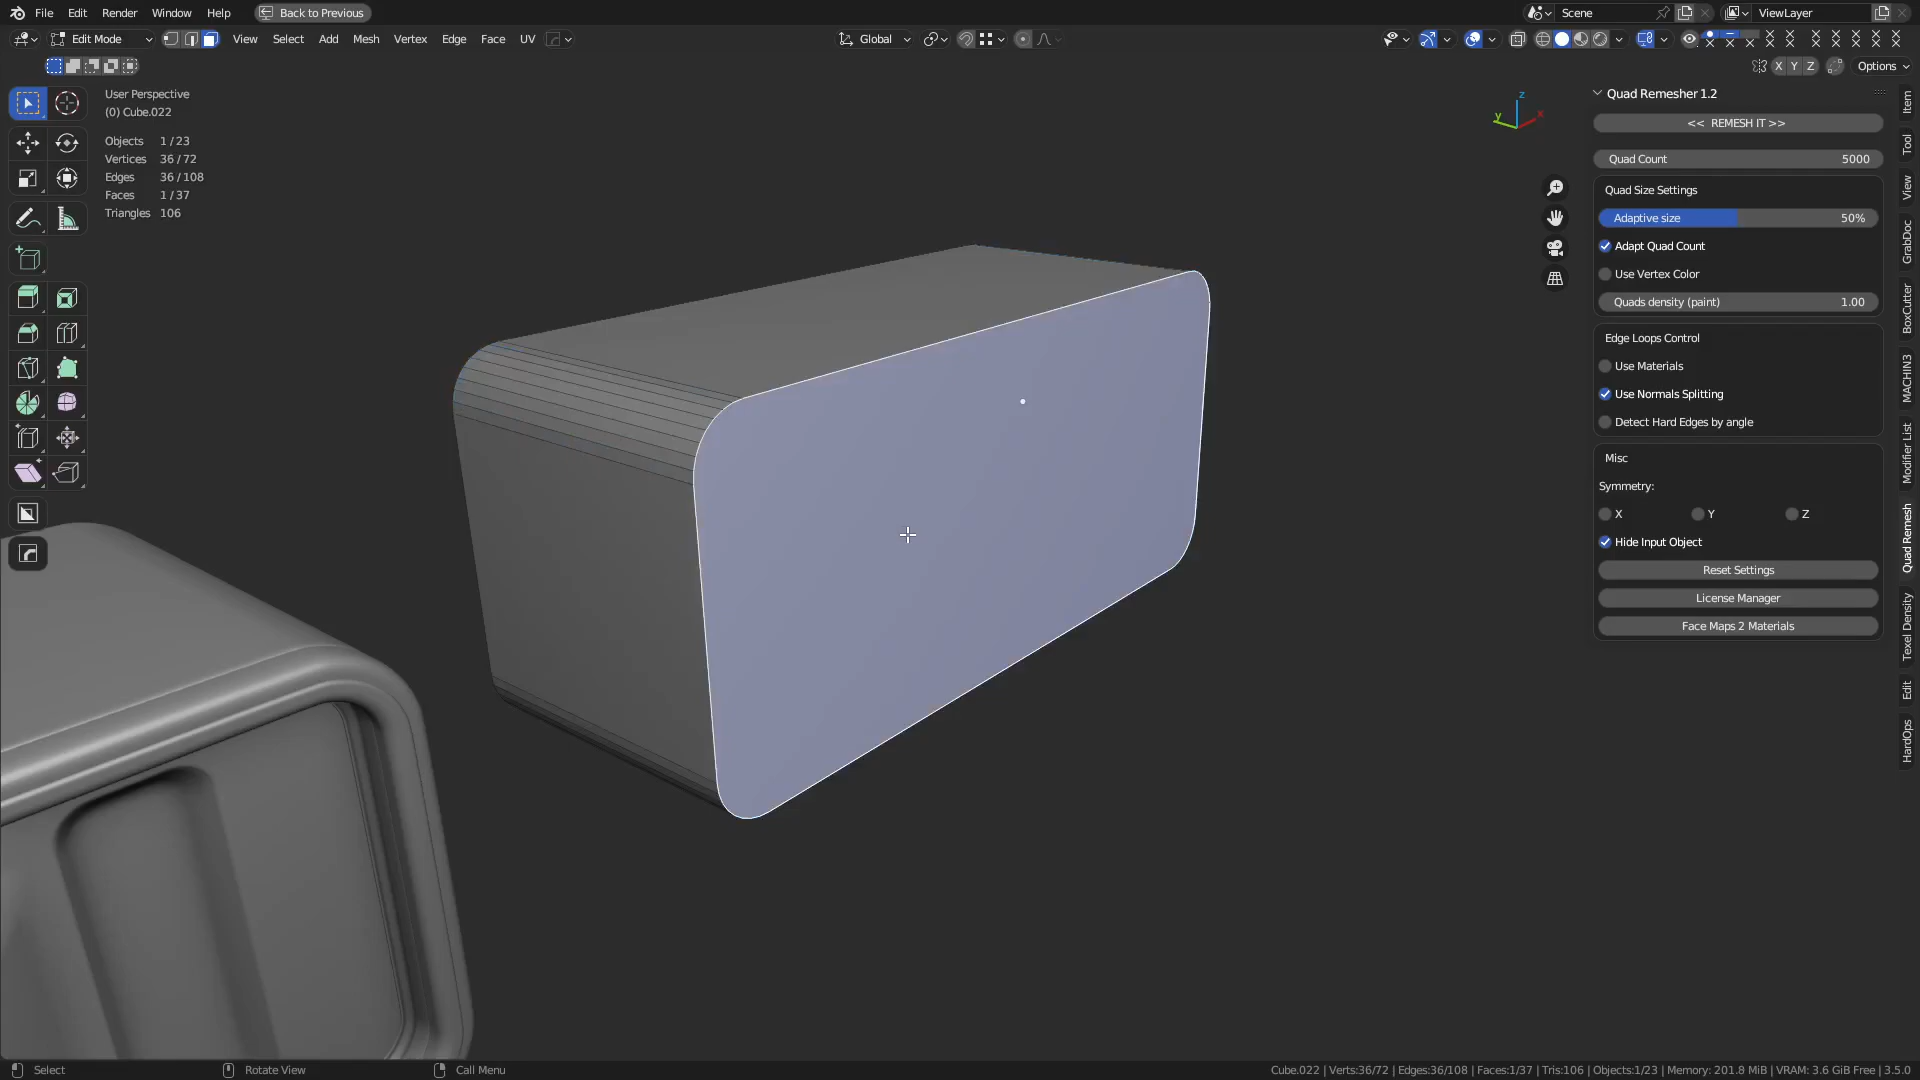 File Edit Render Window Help Back to Previous Scene ViewLayer
Edit Mode View Select Add Mesh Vertex Edge Face UV Global
X Y Z Options
User Perspective
(0) Cube.022
Objects 1 / 23
Vertices 36 / 72
Edges 36 / 108
Faces 1 / 37
Triangles 106
z
y
x
Quad Remesher 1.2
<< REMESH IT >>
Quad Count 5000
Quad Size Settings
Adaptive size 50%
Adapt Quad Count
Use Vertex Color
Quads density (paint) 1.00
Edge Loops Control
Use Materials
Use Normals Splitting
Detect Hard Edges by angle
Misc
Symmetry:
X Y Z
Hide Input Object
Reset Settings
License Manager
Face Maps 2 Materials
Item
Tool
View
GrabDoc
BoxCutter
MACHIN3
Modifier List
Quad Remesh
Texel Density
Edit
HardOps
Select Rotate View Call Menu
Cube.022 | Verts:36/72 | Edges:36/108 | Faces:1/37 | Tris:106 | Objects:1/23 | Memory: 201.8 MiB | VRAM: 3.6 GiB Free | 3.5.0